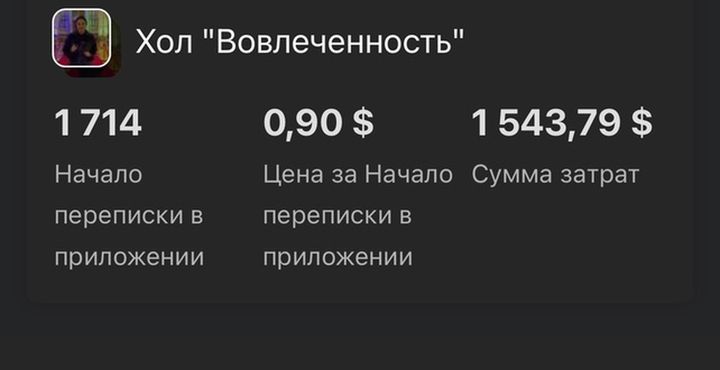 Хол "Вовлеченность"
1 714 0,90 $ 1 543,79 $
Начало Цена за Начало Сумма затрат
переписки в переписки в
приложении приложении